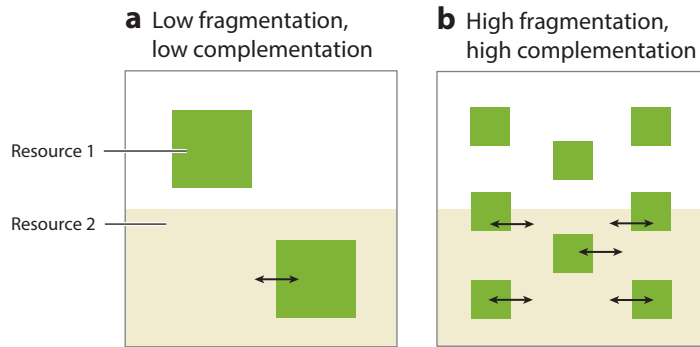 a Low fragmentation,
low complementation
b High fragmentation,
high complementation
Resource 1
Resource 2